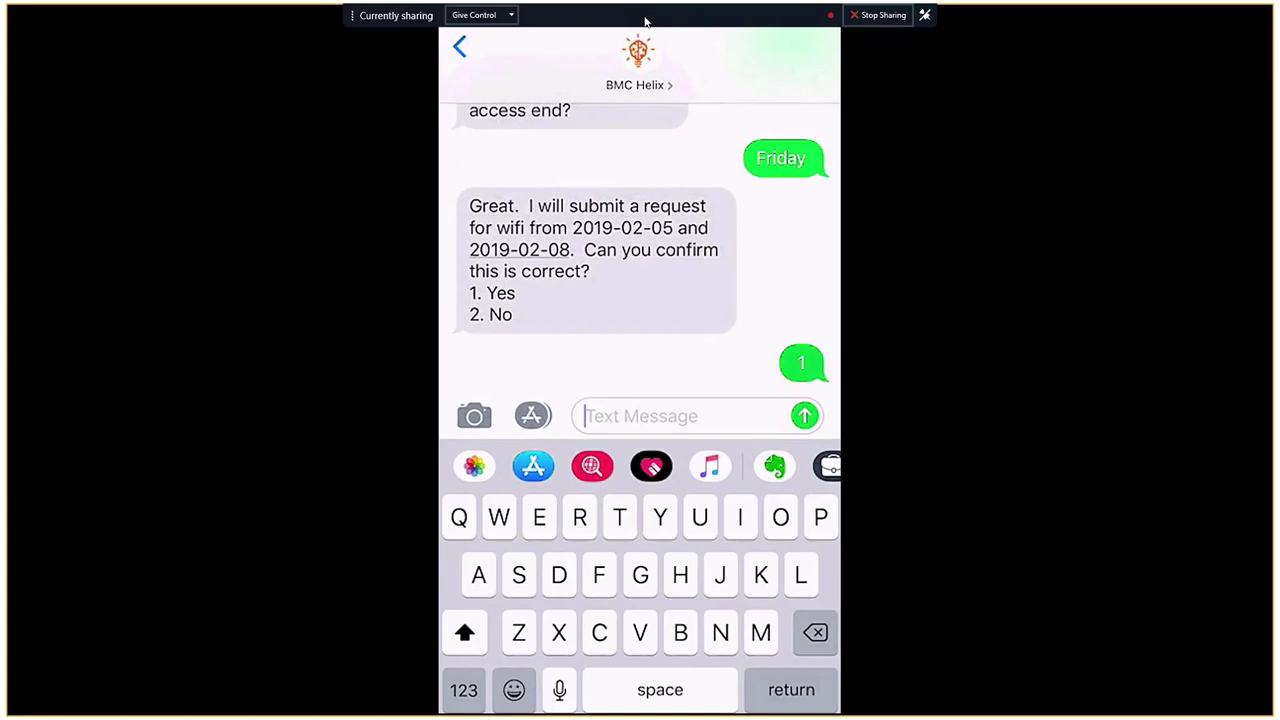 Currently sharing
Give Control
Stop Sharing
BMC Helix
access end?
Friday
Great. I will submit a request
for wifi from 2019-02-05 and
2019-02-08. Can you confirm
this is correct?
1. Yes
2. No
1
Text Message
Q W E R T Y U I O P
A S D F G H J K L
Z X C V B N M
123 space return